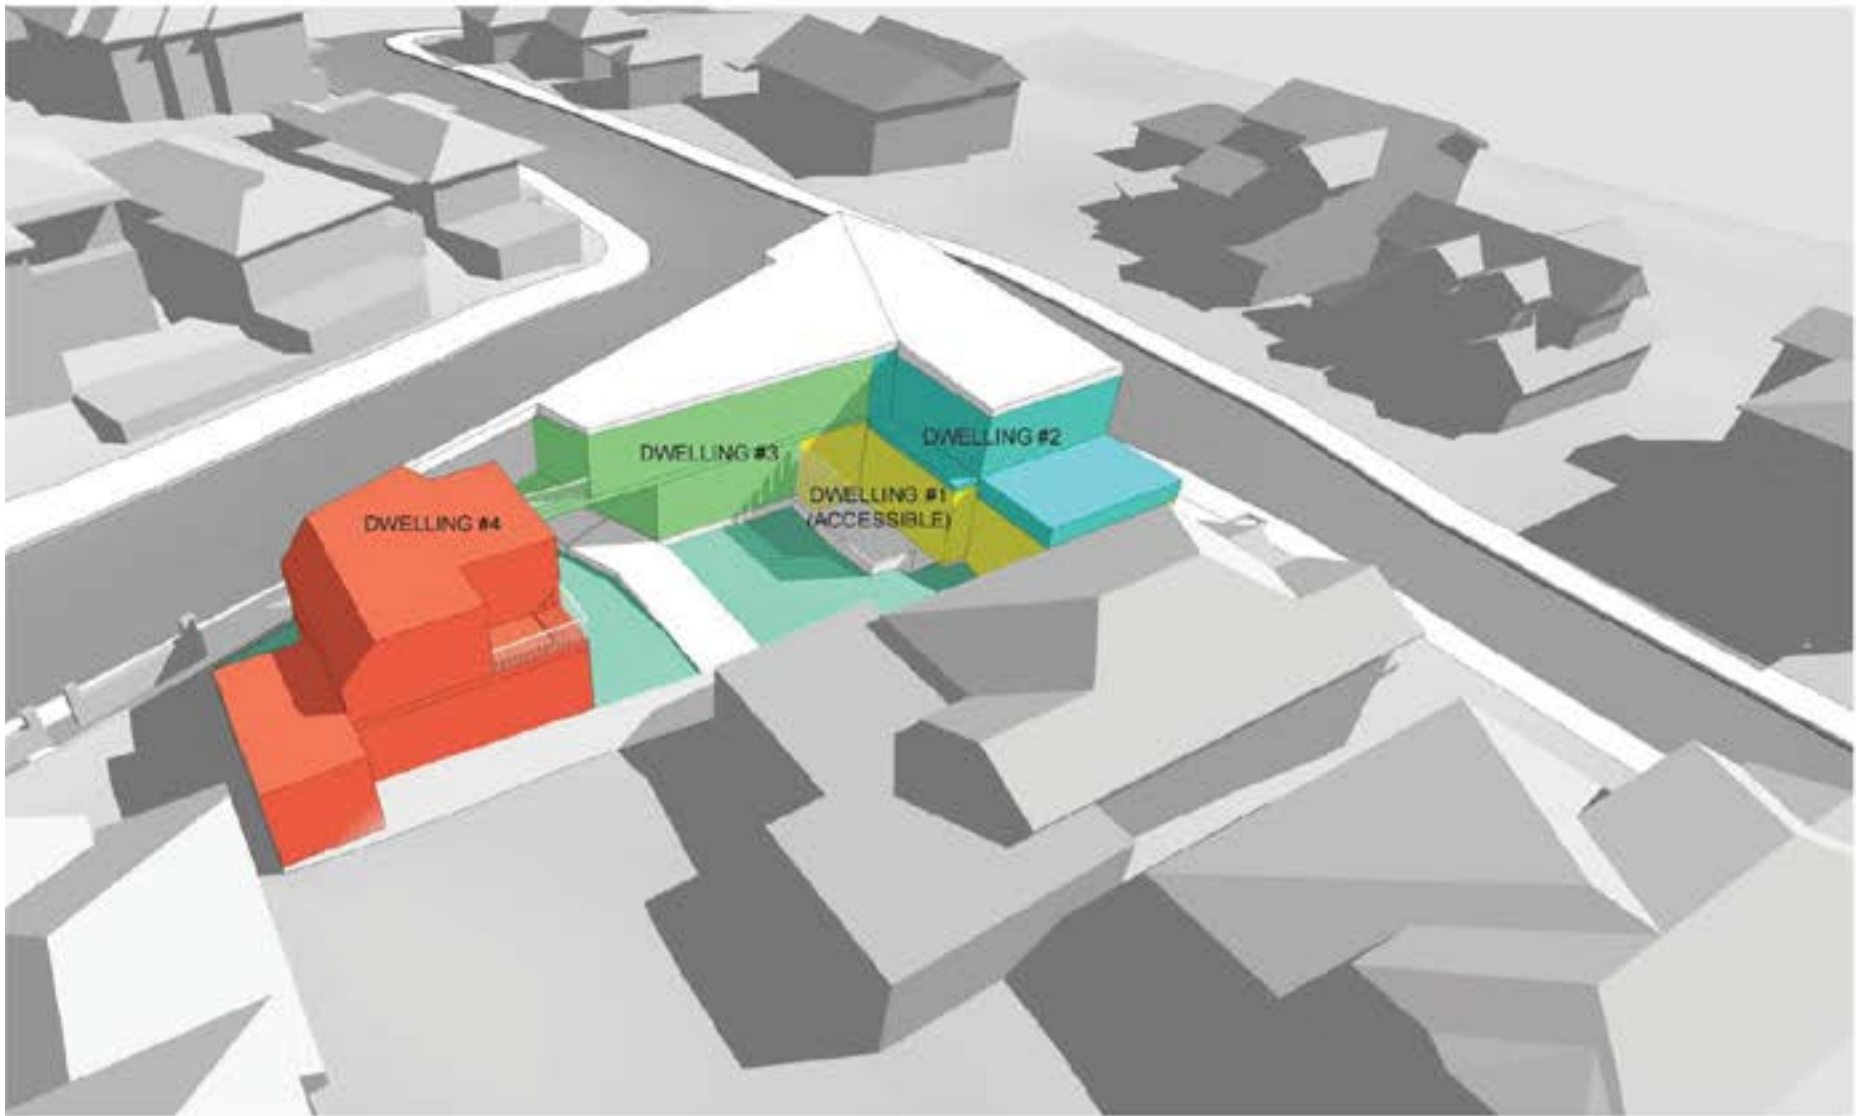 DWELLING #2
DWELLING #3
DWELLING #1
(ACCESSIBLE)
DWELLING #4